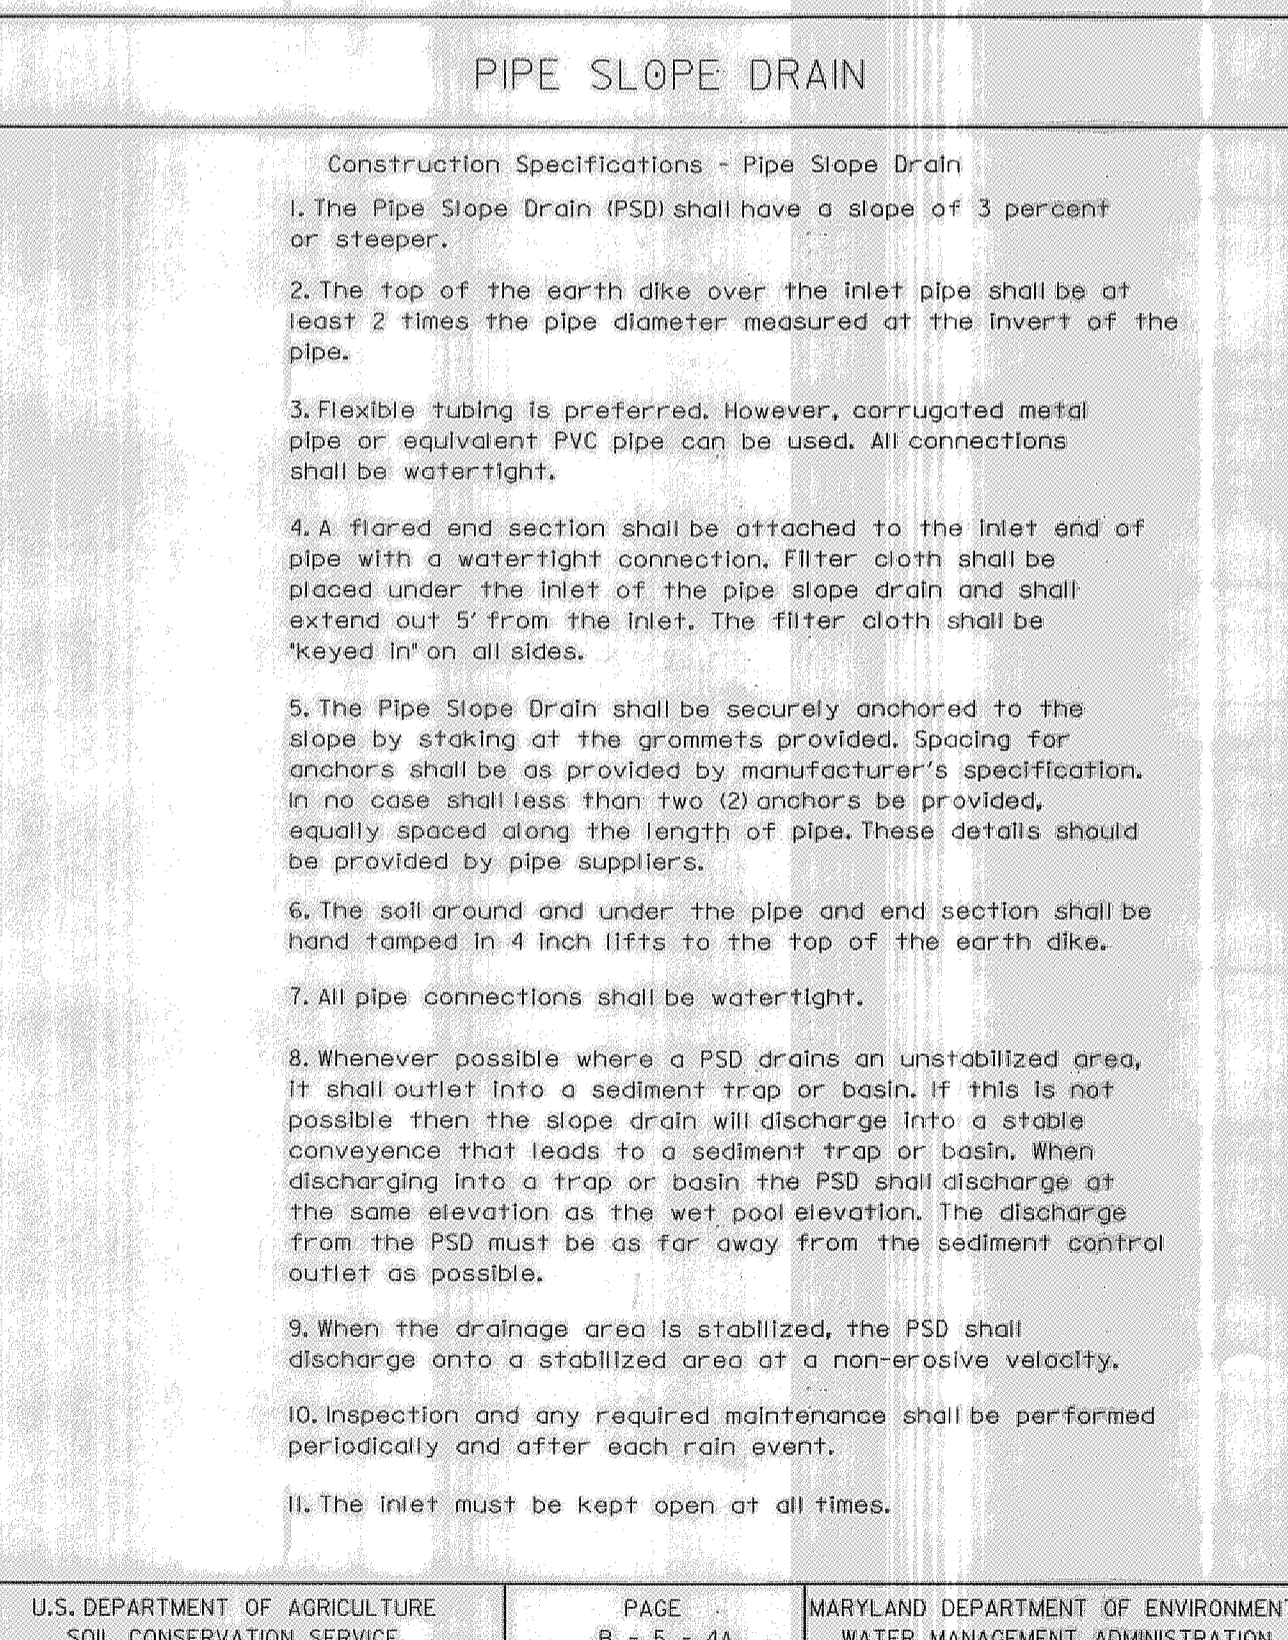 PIPE SLOPE DRAIN
Construction Specifications - Pipe Slope Drain
1. The Pipe Slope Drain (PSD) shall have a slope of 3 percent
or steeper.
2. The top of the earth dike over the inlet pipe shall be at
least 2 times the pipe diameter measured at the invert of the
pipe.
3. Flexible tubing is preferred. However, corrugated metal
pipe or equivalent PVC pipe can be used. All connections
shall be watertight.
4. A flared end section shall be attached to the inlet end of
pipe with a watertight connection. Filter cloth shall be
placed under the inlet of the pipe slope drain and shall
extend out 5' from the inlet. The filter cloth shall be
"keyed in" on all sides.
5. The Pipe Slope Drain shall be securely anchored to the
slope by staking at the grommets provided. Spacing for
anchors shall be as provided by manufacturer's specification.
In no case shall less than two (2) anchors be provided,
equally spaced along the length of pipe. These details should
be provided by pipe suppliers.
6. The soil around and under the pipe and end section shall be
hand tamped in 4 inch lifts to the top of the earth dike.
7. All pipe connections shall be watertight.
8. Whenever possible where a PSD drains an unstabilized area,
it shall outlet into a sediment trap or basin. If this is not
possible then the slope drain will discharge into a stable
conveyence that leads to a sediment trap or basin. When
discharging into a trap or basin the PSD shall discharge at
the same elevation as the wet pool elevation. The discharge
from the PSD must be as far away from the sediment control
outlet as possible.
9. When the drainage area is stabilized, the PSD shall
discharge onto a stabilized area at a non-erosive velocity.
10. Inspection and any required maintenance shall be performed
periodically and after each rain event.
11. The inlet must be kept open at all times.
U.S. DEPARTMENT OF AGRICULTURE
SOIL CONSERVATION SERVICE
PAGE
B - 5 - 4A
MARYLAND DEPARTMENT OF ENVIRONMENT
WATER MANAGEMENT ADMINISTRATION